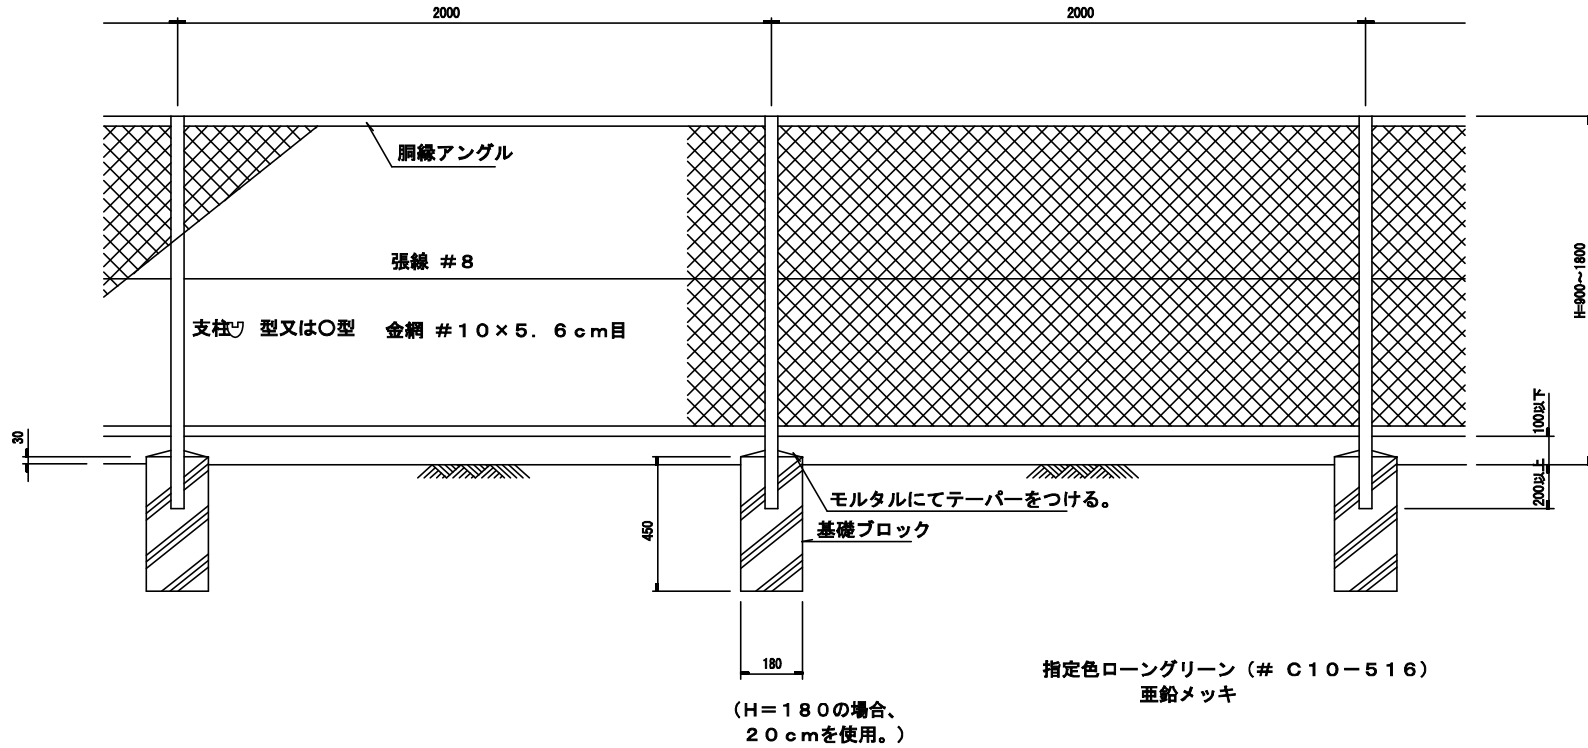 2000
2000
胴縁アングル
張線 ＃８
支柱 型又は〇型
金網 ＃１０×５．６ｃｍ目
H=900~1800
100以下
30
200以上
モルタルにてテーパーをつける。
基礎ブロック
450
180
指定色ローングリーン（＃ Ｃ１０－５１６）
亜鉛メッキ
（Ｈ＝１８０の場合、
２０ｃｍを使用。）